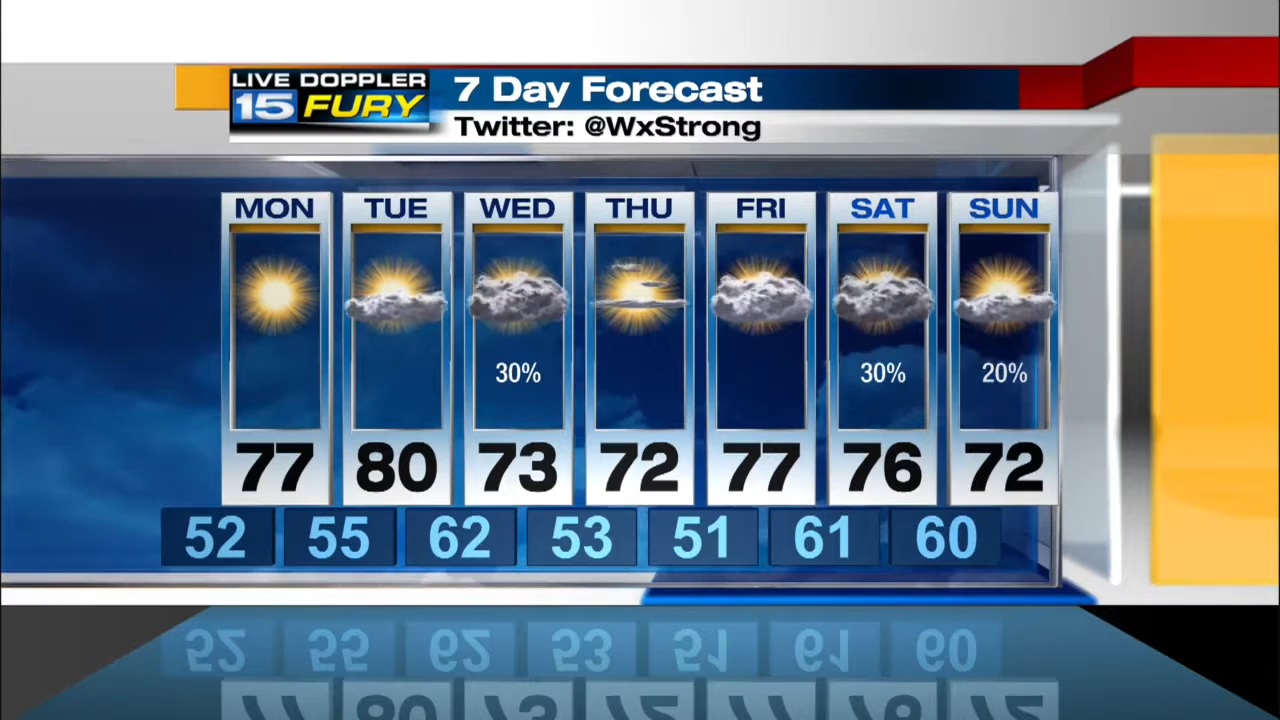 LIVE DOPPLER
15 FURY
7 Day Forecast
Twitter: @WxStrong
MON TUE WED THU FRI SAT SUN
30% 30% 20%
77 80 73 72 77 76 72
52 55 62 53 51 61 60